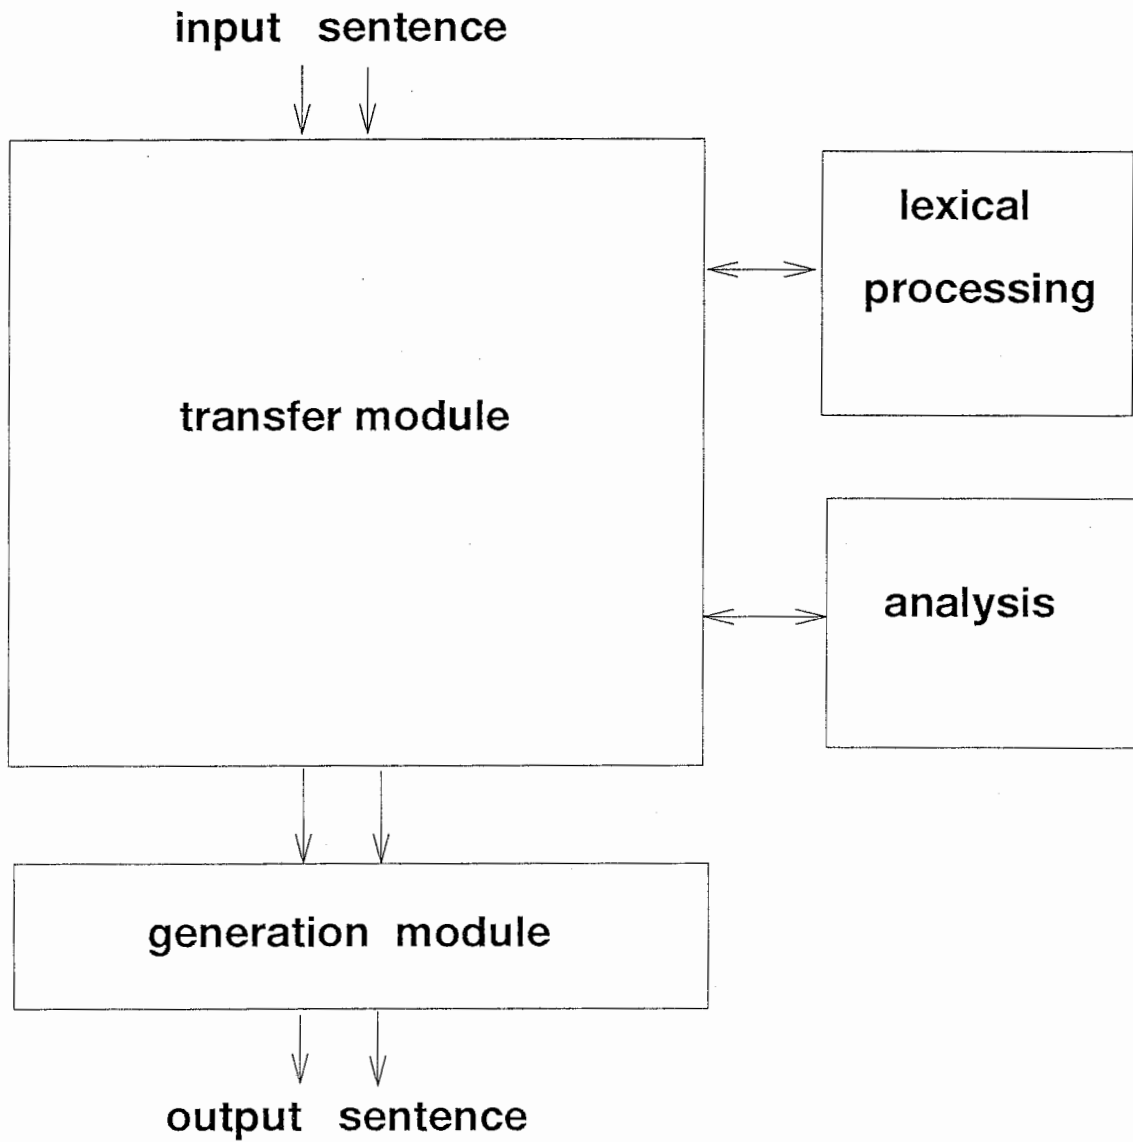 input sentence
lexical
processing
transfer module
analysis
generation module
output sentence